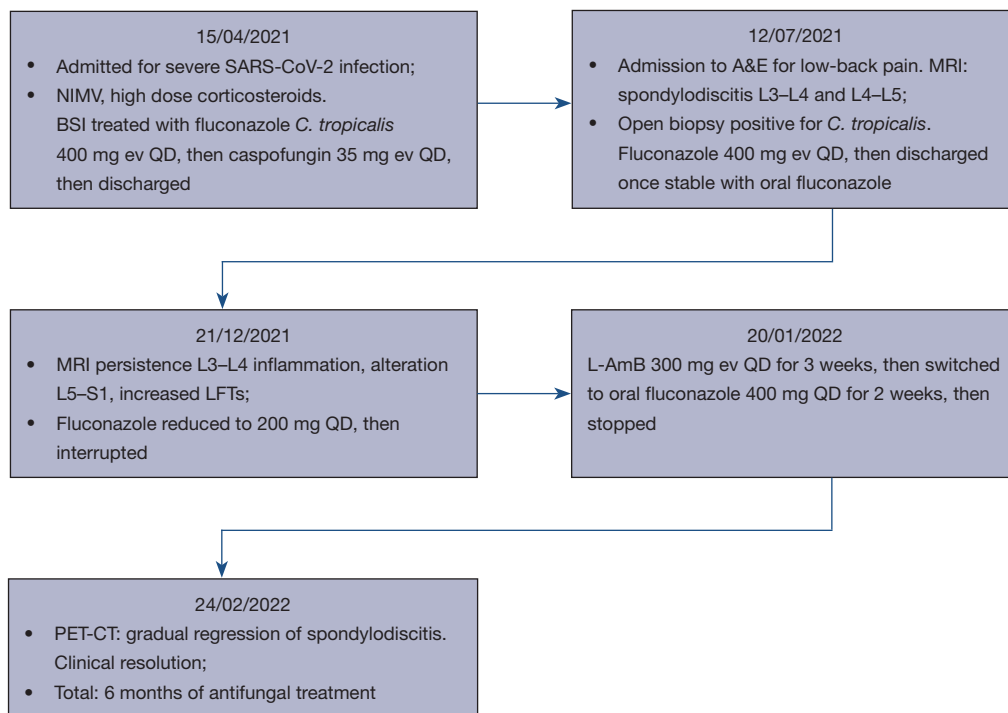 15/04/2021
• Admitted for severe SARS-CoV-2 infection;
• NIMV, high dose corticosteroids.
BSI treated with fluconazole C. tropicalis
400 mg ev QD, then caspofungin 35 mg ev QD,
then discharged
12/07/2021
• Admission to A&E for low-back pain. MRI:
spondylodiscitis L3–L4 and L4–L5;
• Open biopsy positive for C. tropicalis.
Fluconazole 400 mg ev QD, then discharged
once stable with oral fluconazole
21/12/2021
• MRI persistence L3–L4 inflammation, alteration
L5–S1, increased LFTs;
• Fluconazole reduced to 200 mg QD, then
interrupted
20/01/2022
L-AmB 300 mg ev QD for 3 weeks, then switched
to oral fluconazole 400 mg QD for 2 weeks, then
stopped
24/02/2022
• PET-CT: gradual regression of spondylodiscitis.
Clinical resolution;
• Total: 6 months of antifungal treatment